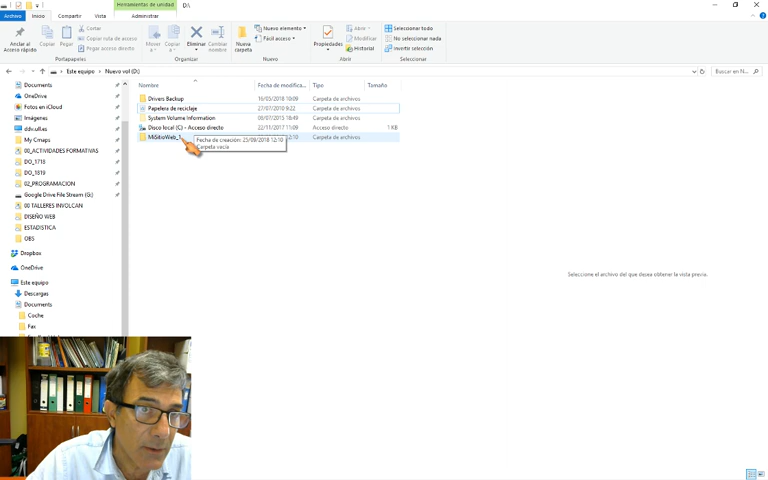 Herramientas de unidad
D:\
Archivo
Inicio
Compartir
Vista
Administrar
Anclar al Acceso rápido
Copiar
Pegar
Cortar
Copiar ruta de acceso
Pegar acceso directo
Portapapeles
Mover a
Copiar a
Eliminar
Cambiar nombre
Organizar
Nueva carpeta
Nuevo elemento
Fácil acceso
Nuevo
Propiedades
Abrir
Modificar
Historial
Abrir
Seleccionar todo
No seleccionar nada
Invertir selección
Seleccionar
Este equipo
Nuevo vol (D:)
Buscar en N...
Nombre
Fecha de modifica...
Tipo
Tamaño
Drivers Backup 16/05/2018 10:09 Carpeta de archivos
Papelera de reciclaje 27/07/2010 9:22 Carpeta de archivos
System Volume Information 08/07/2015 18:49 Carpeta de archivos
Disco local (C) - Acceso directo 22/11/2017 11:09 Acceso directo 1 KB
MiSitioWeb_1 Carpeta de archivos
Fecha de creación: 25/09/2018 12:10
Carpeta vacía
Documents
OneDrive
Fotos en iCloud
Imágenes
ddv.ull.es
My Cmaps
00_ACTIVIDADES FORMATIVAS
DO_1718
DO_1819
02_PROGRAMACION
Google Drive File Stream (G:)
00 TALLERES INVOLCAN
DISEÑO WEB
ESTADISTICA
OBS
Dropbox
OneDrive
Este equipo
Descargas
Documents
Coche
Fax
Seleccione el archivo del que desea obtener la vista previa.